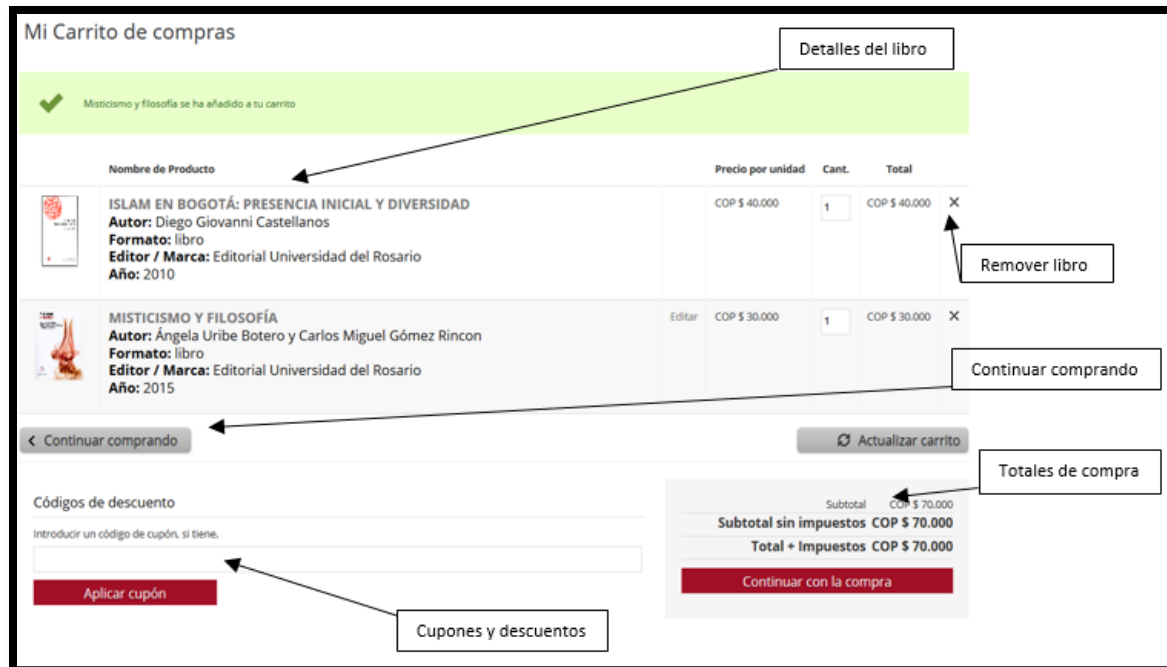 Mi Carrito de compras
Detalles del libro
Misticismo y filosofía se ha añadido a tu carrito
Nombre de Producto Precio por unidad Cant. Total
ISLAM EN BOGOTÁ: PRESENCIA INICIAL Y DIVERSIDAD COP $ 40.000 1 COP $ 40.000
Autor: Diego Giovanni Castellanos
Formato: libro
Editor / Marca: Editorial Universidad del Rosario
Año: 2010
Remover libro
MISTICISMO Y FILOSOFÍA Editar COP $ 30.000 1 COP $ 30.000
Autor: Ángela Uribe Botero y Carlos Miguel Gómez Rincon
Formato: libro
Editor / Marca: Editorial Universidad del Rosario
Año: 2015
Continuar comprando
Continuar comprando Actualizar carrito
Totales de compra
Códigos de descuento
Introducir un código de cupón, si tiene.
Aplicar cupón
Subtotal COP $ 70.000
Subtotal sin impuestos COP $ 70.000
Total + Impuestos COP $ 70.000
Continuar con la compra
Cupones y descuentos